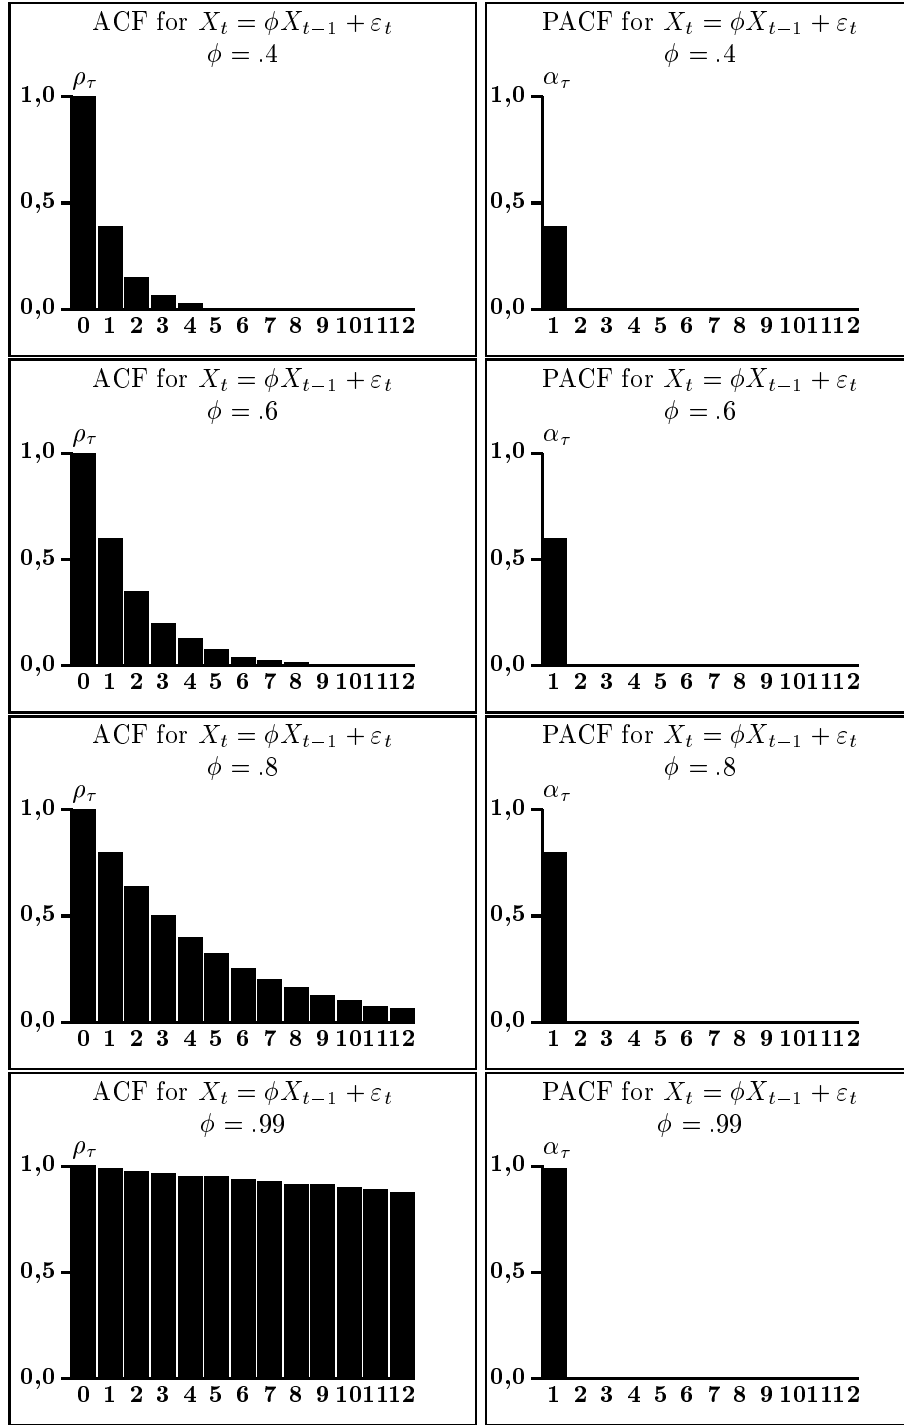 ACF for X_t = ϕX_{t−1} + ε_t
ϕ = .4
ρ_τ
1,0
0,5
0,0
0 1 2 3 4 5 6 7 8 9 10 11 12
PACF for X_t = ϕX_{t−1} + ε_t
ϕ = .4
α_τ
1,0
0,5
0,0
1 2 3 4 5 6 7 8 9 10 11 12
ACF for X_t = ϕX_{t−1} + ε_t
ϕ = .6
ρ_τ
1,0
0,5
0,0
0 1 2 3 4 5 6 7 8 9 10 11 12
PACF for X_t = ϕX_{t−1} + ε_t
ϕ = .6
α_τ
1,0
0,5
0,0
1 2 3 4 5 6 7 8 9 10 11 12
ACF for X_t = ϕX_{t−1} + ε_t
ϕ = .8
ρ_τ
1,0
0,5
0,0
0 1 2 3 4 5 6 7 8 9 10 11 12
PACF for X_t = ϕX_{t−1} + ε_t
ϕ = .8
α_τ
1,0
0,5
0,0
1 2 3 4 5 6 7 8 9 10 11 12
ACF for X_t = ϕX_{t−1} + ε_t
ϕ = .99
ρ_τ
1,0
0,5
0,0
0 1 2 3 4 5 6 7 8 9 10 11 12
PACF for X_t = ϕX_{t−1} + ε_t
ϕ = .99
α_τ
1,0
0,5
0,0
1 2 3 4 5 6 7 8 9 10 11 12